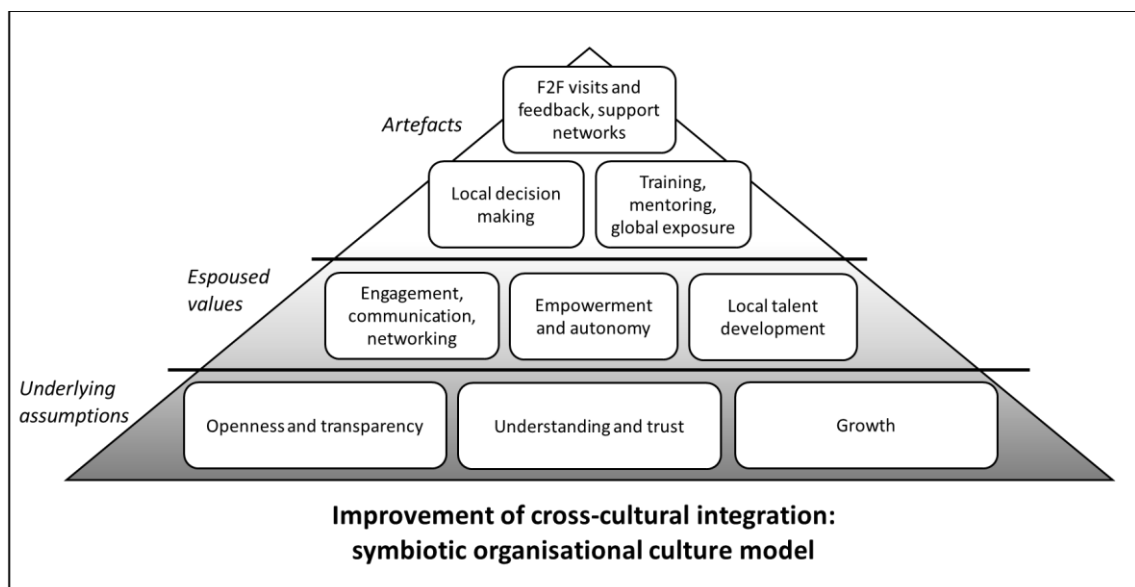 F2F visits and
feedback, support
networks
Artefacts
Local decision
making
Training,
mentoring,
global exposure
Espoused
values
Engagement,
communication,
networking
Empowerment
and autonomy
Local talent
development
Underlying
assumptions
Openness and transparency
Understanding and trust
Growth
Improvement of cross-cultural integration:
symbiotic organisational culture model